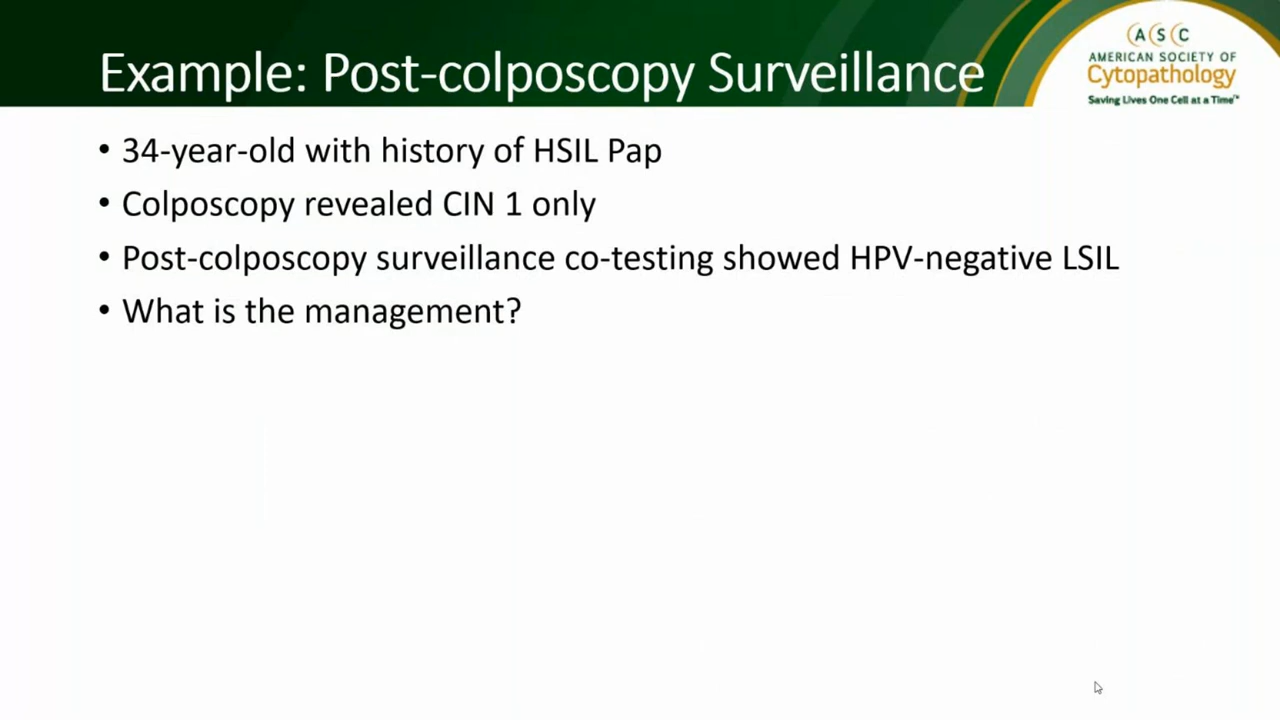 Example: Post-colposcopy Surveillance
A S C
AMERICAN SOCIETY OF
Cytopathology
Saving Lives One Cell at a Time™
• 34-year-old with history of HSIL Pap
• Colposcopy revealed CIN 1 only
• Post-colposcopy surveillance co-testing showed HPV-negative LSIL
• What is the management?